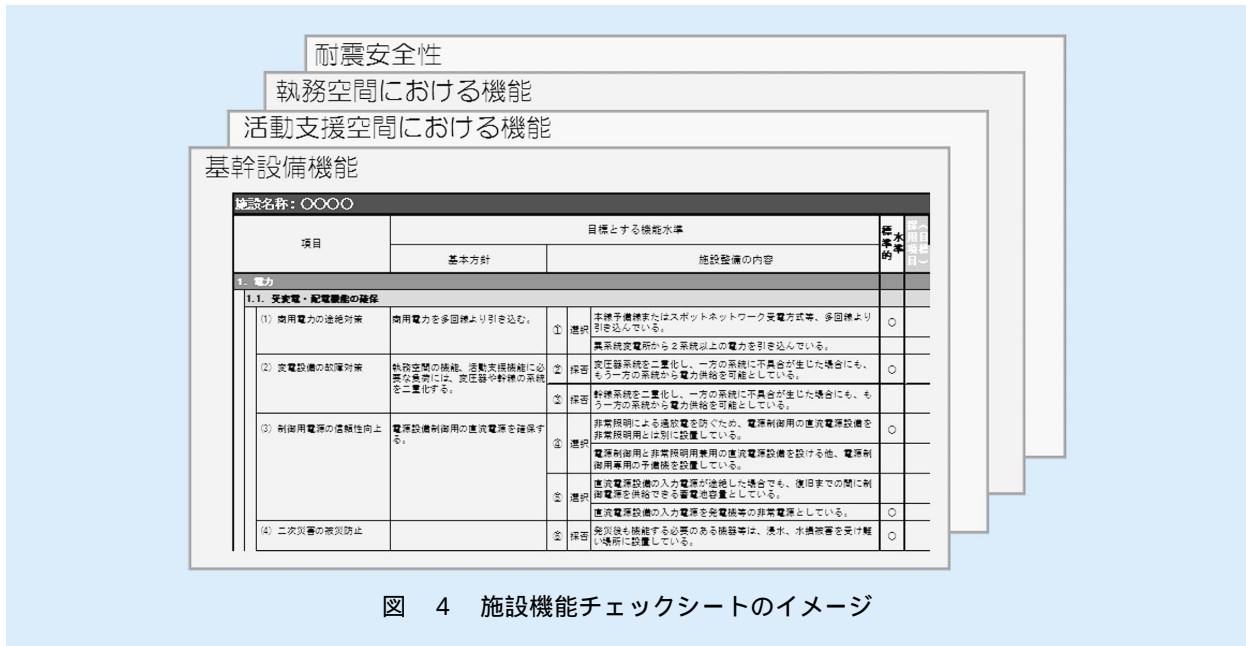 耐震安全性
執務空間における機能
活動支援空間における機能
基幹設備機能
施設名称：〇〇〇〇
項目
目標とする機能水準
標準的
水準
採用項目
（目標）
基本方針
施設整備の内容
1. 電力
1.1. 受変電・配電機能の確保
(1) 商用電力の途絶対策
商用電力を多回線より引き込む。
① 選択
本線予備線またはスポットネットワーク受電方式等、多回線より
引き込んでいる。
○
異系統変電所から２系統以上の電力を引き込んでいる。
(2) 変電設備の故障対策
執務空間の機能、活動支援機能に必
要な負荷には、変圧器や幹線の系統
を二重化する。
② 採否
変圧器系統を二重化し、一方の系統に不具合が生じた場合にも、
もう一方の系統から電力供給を可能としている。
○
③ 採否
幹線系統を二重化し、一方の系統に不具合が生じた場合にも、も
う一方の系統から電力供給を可能としている。
(3) 制御用電源の信頼性向上
電源設備制御用の直流電源を確保す
る。
④ 選択
非常照明による過放電を防ぐため、電源制御用の直流電源設備を
非常照明用とは別に設置している。
○
電源制御用と非常照明用兼用の直流電源設備を設ける他、電源制
御用専用の予備機を設置している。
⑤ 選択
直流電源設備の入力電源が途絶した場合でも、復旧までの間に制
御電源を供給できる蓄電池容量としている。
直流電源設備の入力電源を発電機等の非常電源としている。
○
(4) 二次災害の被災防止
⑥ 採否
発災後も機能する必要のある機器等は、浸水、水損被害を受け難
い場所に設置している。
○
図　4　施設機能チェックシートのイメージ